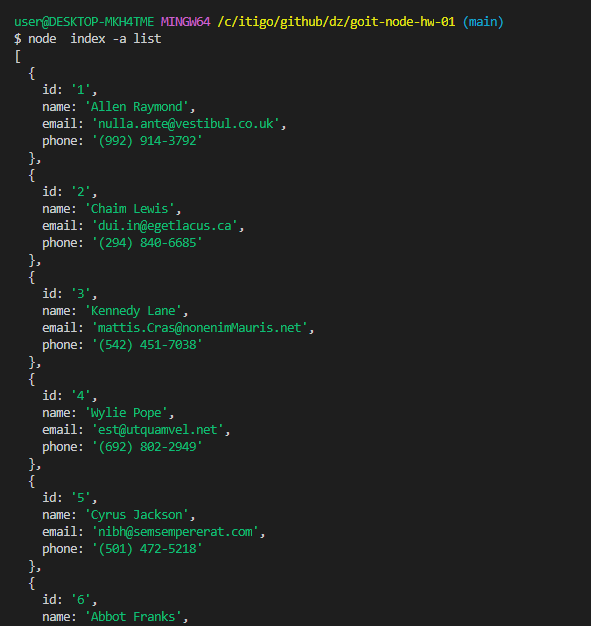 user@DESKTOP-MKH4TME MINGW64 /c/itigo/github/dz/goit-node-hw-01 (main)
$ node  index -a list
[
  {
    id: '1',
    name: 'Allen Raymond',
    email: 'nulla.ante@vestibul.co.uk',
    phone: '(992) 914-3792'
  },
  {
    id: '2',
    name: 'Chaim Lewis',
    email: 'dui.in@egetlacus.ca',
    phone: '(294) 840-6685'
  },
  {
    id: '3',
    name: 'Kennedy Lane',
    email: 'mattis.Cras@nonenimMauris.net',
    phone: '(542) 451-7038'
  },
  {
    id: '4',
    name: 'Wylie Pope',
    email: 'est@utquamvel.net',
    phone: '(692) 802-2949'
  },
  {
    id: '5',
    name: 'Cyrus Jackson',
    email: 'nibh@semsempererat.com',
    phone: '(501) 472-5218'
  },
  {
    id: '6',
    name: 'Abbot Franks',